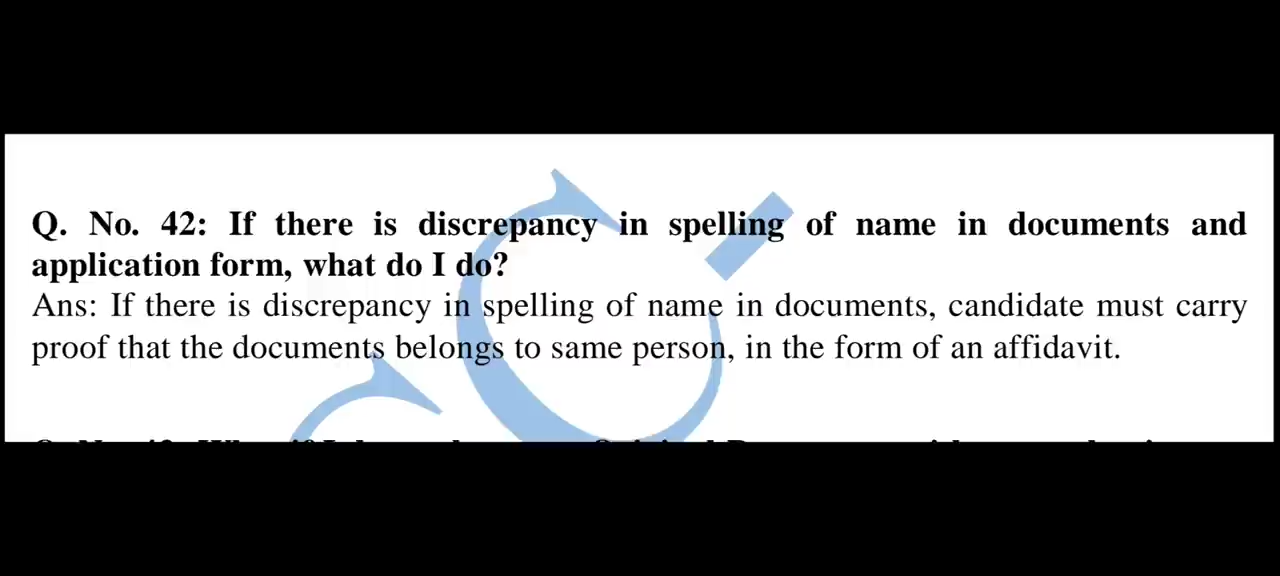 Q. No. 42: If there is discrepancy in spelling of name in documents and
application form, what do I do?
Ans: If there is discrepancy in spelling of name in documents, candidate must carry
proof that the documents belongs to same person, in the form of an affidavit.